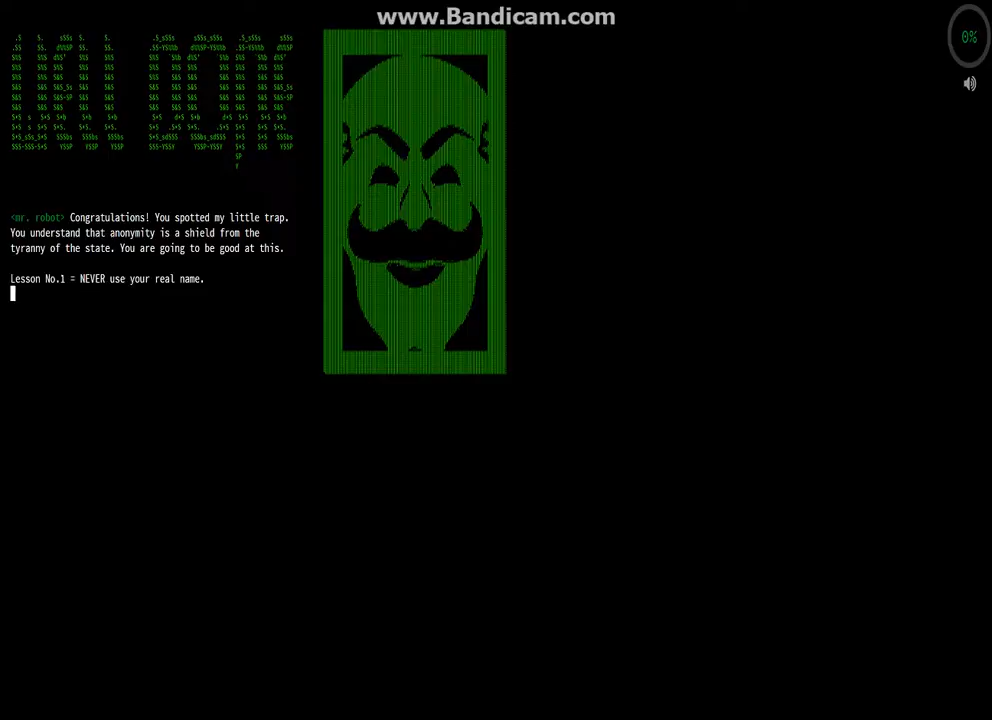 www.Bandicam.com
0%
<mr. robot> Congratulations! You spotted my little trap.
You understand that anonymity is a shield from the
tyranny of the state. You are going to be good at this.
Lesson No.1 = NEVER use your real name.